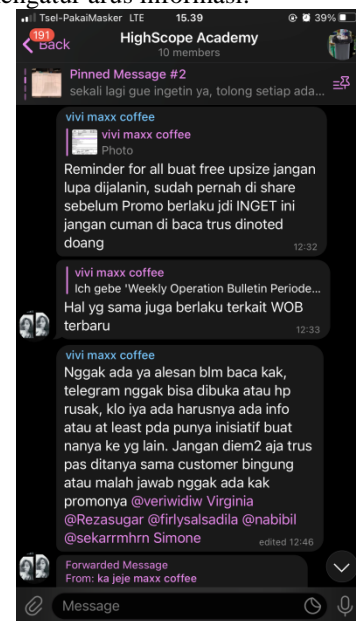 engatur arus informasi.
Tsel-PakaiMasker LTE 15.39 39%
191
Back
HighScope Academy
10 members
Pinned Message #2
sekali lagi gue ingetin ya, tolong setiap ada...
vivi maxx coffee
vivi maxx coffee
Photo
Reminder for all buat free upsize jangan
lupa dijalanin, sudah pernah di share
sebelum Promo berlaku jdi INGET ini
jangan cuman di baca trus dinoted
doang
12:32
vivi maxx coffee
Ich gebe 'Weekly Operation Bulletin Periode...
Hal yg sama juga berlaku terkait WOB
terbaru
12:33
vivi maxx coffee
Nggak ada ya alesan blm baca kak,
telegram nggak bisa dibuka atau hp
rusak, klo iya ada harusnya ada info
atau at least pda punya inisiatif buat
nanya ke yg lain. Jangan diem2 aja trus
pas ditanya sama customer bingung
atau malah jawab nggak ada kak
promonya @veriwidiw Virginia
@Rezasugar @firlysalsadila @nabibil
@sekarrmhrn Simone
edited 12:46
Forwarded Message
From: ka jeje maxx coffee
Message